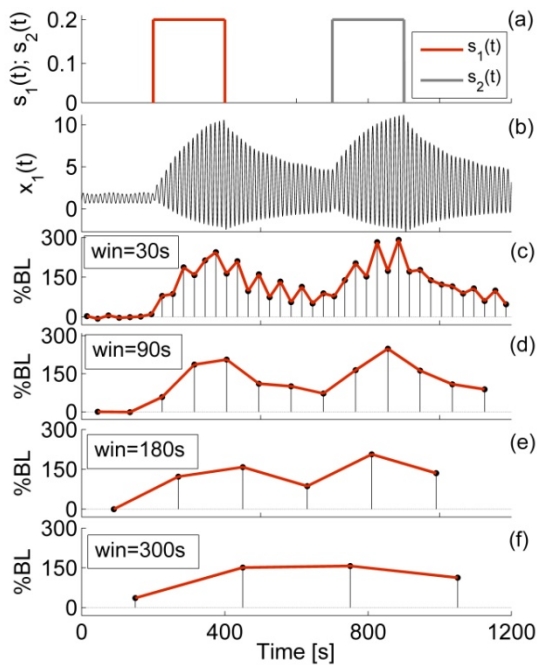 (a)
s₁(t); s₂(t)
0.2
0.1
0
s₁(t)
s₂(t)
(b)
x₁(t)
10
5
0
(c)
%BL
300
150
0
win=30s
(d)
%BL
300
150
0
win=90s
(e)
%BL
300
150
0
win=180s
(f)
%BL
300
150
0
win=300s
0 400 800 1200
Time [s]